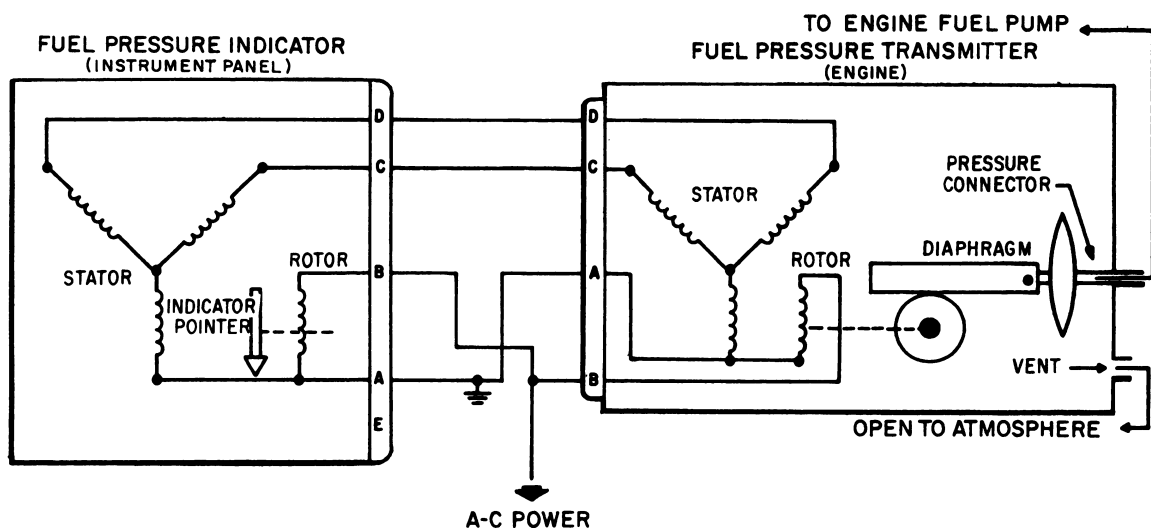 TO ENGINE FUEL PUMP
FUEL PRESSURE INDICATOR
(INSTRUMENT PANEL)
FUEL PRESSURE TRANSMITTER
(ENGINE)
D
C
B
A
E
STATOR
ROTOR
INDICATOR
POINTER
D
C
A
B
STATOR
ROTOR
PRESSURE
CONNECTOR
DIAPHRAGM
VENT
OPEN TO ATMOSPHERE
A-C POWER